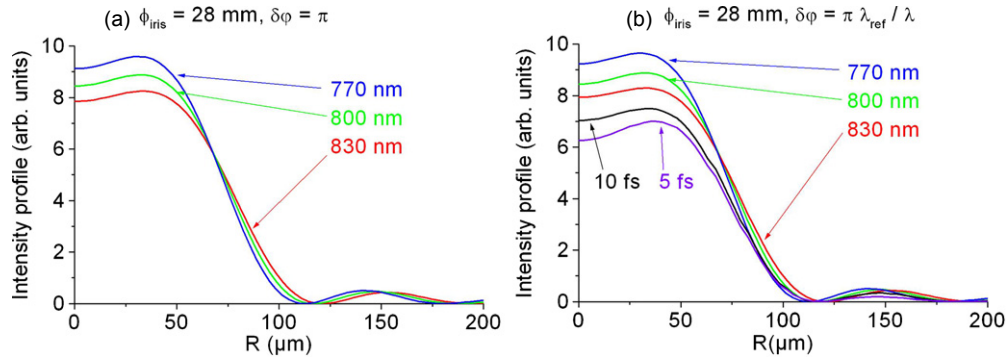 (a) ϕiris = 28 mm, δφ = π
Intensity profile (arb. units)
10
8
6
4
2
0
770 nm
800 nm
830 nm
0 50 100 150 200
R (µm)
(b) ϕiris = 28 mm, δφ = π λref / λ
Intensity profile (arb. units)
10
8
6
4
2
0
770 nm
800 nm
830 nm
10 fs
5 fs
0 50 100 150 200
R(µm)